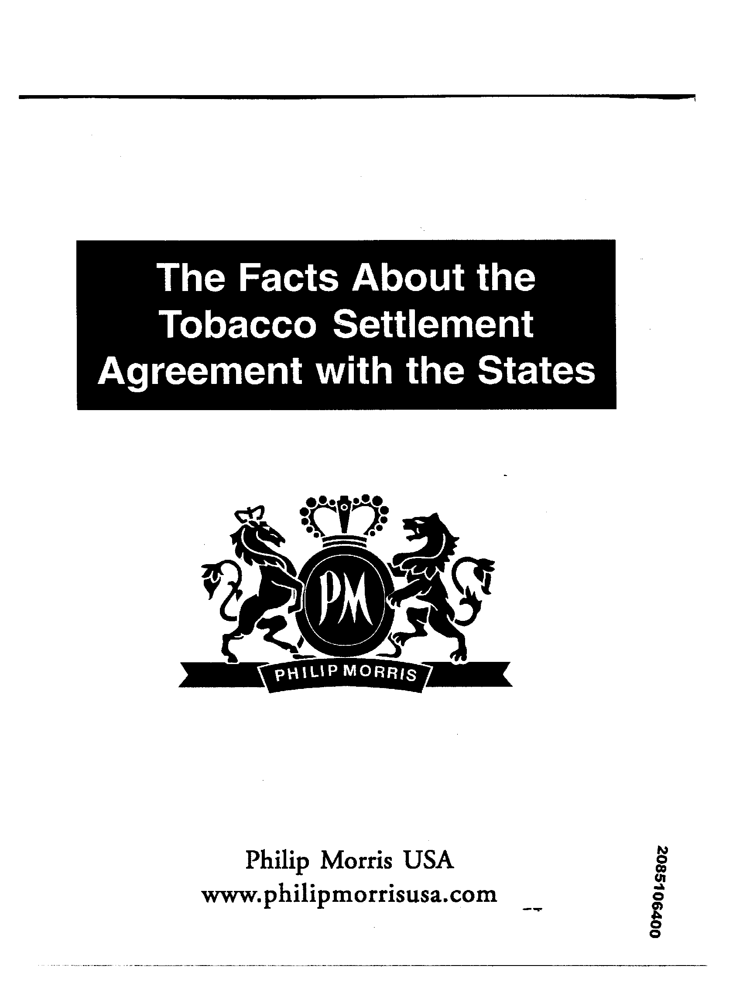 The Facts About the
Tobacco Settlement
Agreement with the States
PM
PHILIP MORRIS
Philip Morris USA
www.philipmorrisusa.com
2085106400